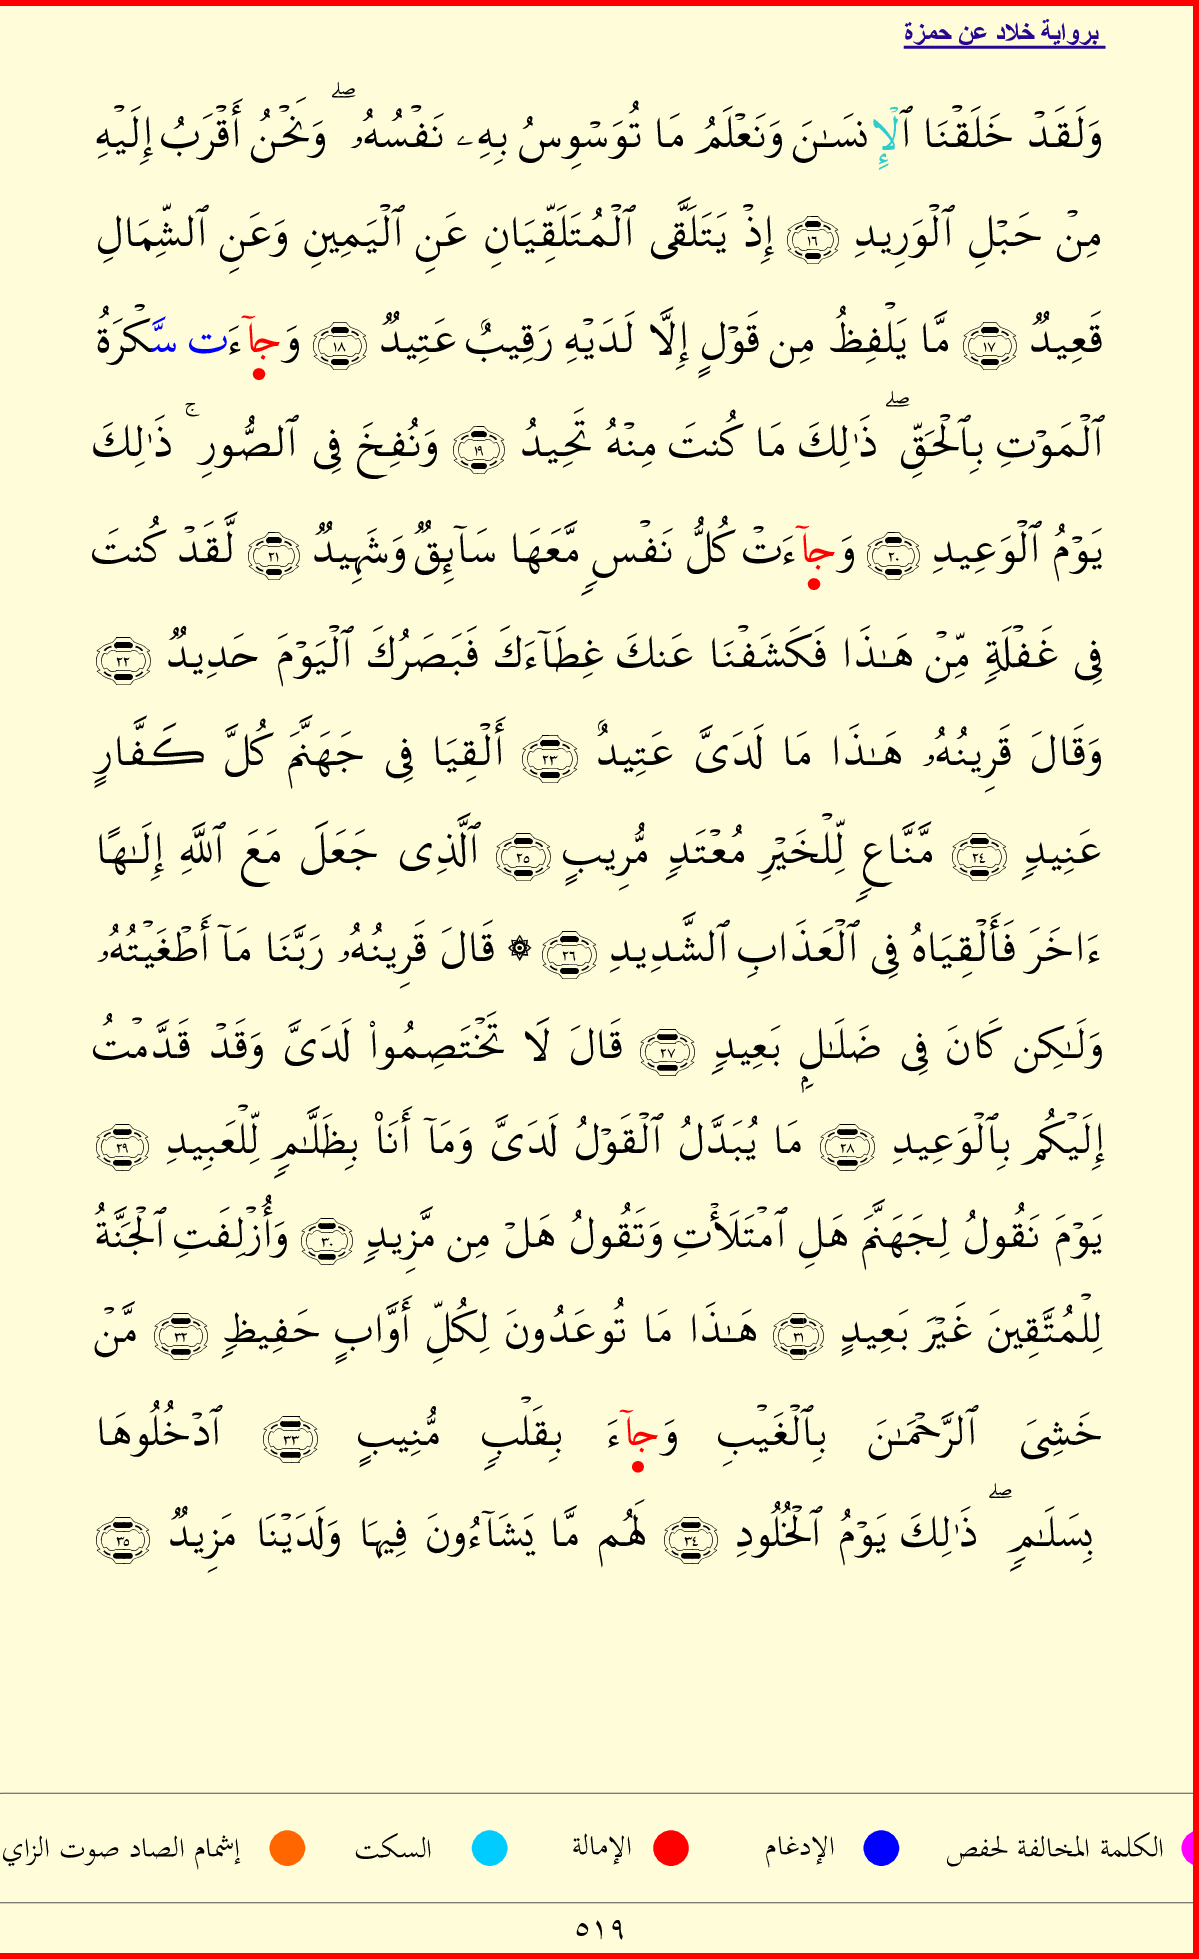 برواية خلاد عن حمزة
وَلَقَدْ خَلَقْنَا ٱلْإِنسَـٰنَ وَنَعْلَمُ مَا تُوَسْوِسُ بِهِۦ نَفْسُهُۥ ۖ وَنَحْنُ أَقْرَبُ إِلَيْهِ
مِنْ حَبْلِ ٱلْوَرِيدِ ١٦ إِذْ يَتَلَقَّى ٱلْمُتَلَقِّيَانِ عَنِ ٱلْيَمِينِ وَعَنِ ٱلشِّمَالِ
قَعِيدٌ ١٧ مَّا يَلْفِظُ مِن قَوْلٍ إِلَّا لَدَيْهِ رَقِيبٌ عَتِيدٌ ١٨ وَجآءَت سَّكْرَةُ
ٱلْمَوْتِ بِٱلْحَقِّ ۖ ذَٰلِكَ مَا كُنتَ مِنْهُ تَحِيدُ ١٩ وَنُفِخَ فِى ٱلصُّورِ ۚ ذَٰلِكَ
يَوْمُ ٱلْوَعِيدِ ٢٠ وَجآءَتْ كُلُّ نَفْسٍ مَّعَهَا سَآئِقٌ وَشَهِيدٌ ٢١ لَّقَدْ كُنتَ
فِى غَفْلَةٍ مِّنْ هَـٰذَا فَكَشَفْنَا عَنكَ غِطَآءَكَ فَبَصَرُكَ ٱلْيَوْمَ حَدِيدٌ ٢٢
وَقَالَ قَرِينُهُۥ هَـٰذَا مَا لَدَىَّ عَتِيدٌ ٢٣ أَلْقِيَا فِى جَهَنَّمَ كُلَّ كَفَّارٍ
عَنِيدٍ ٢٤ مَّنَّاعٍ لِّلْخَيْرِ مُعْتَدٍ مُّرِيبٍ ٢٥ ٱلَّذِى جَعَلَ مَعَ ٱللَّهِ إِلَـٰهًا
ءَاخَرَ فَأَلْقِيَاهُ فِى ٱلْعَذَابِ ٱلشَّدِيدِ ٢٦ ۞ قَالَ قَرِينُهُۥ رَبَّنَا مَآ أَطْغَيْتُهُۥ
وَلَـٰكِن كَانَ فِى ضَلَـٰلٍۭ بَعِيدٍ ٢٧ قَالَ لَا تَخْتَصِمُوا۟ لَدَىَّ وَقَدْ قَدَّمْتُ
إِلَيْكُم بِٱلْوَعِيدِ ٢٨ مَا يُبَدَّلُ ٱلْقَوْلُ لَدَىَّ وَمَآ أَنَا۠ بِظَلَّـٰمٍ لِّلْعَبِيدِ ٢٩
يَوْمَ نَقُولُ لِجَهَنَّمَ هَلِ ٱمْتَلَأْتِ وَتَقُولُ هَلْ مِن مَّزِيدٍ ٣٠ وَأُزْلِفَتِ ٱلْجَنَّةُ
لِلْمُتَّقِينَ غَيْرَ بَعِيدٍ ٣١ هَـٰذَا مَا تُوعَدُونَ لِكُلِّ أَوَّابٍ حَفِيظٍ ٣٢ مَّنْ
خَشِىَ ٱلرَّحْمَـٰنَ بِٱلْغَيْبِ وَجآءَ بِقَلْبٍ مُّنِيبٍ ٣٣ ٱدْخُلُوهَا
بِسَلَـٰمٍ ۖ ذَٰلِكَ يَوْمُ ٱلْخُلُودِ ٣٤ لَهُم مَّا يَشَآءُونَ فِيهَا وَلَدَيْنَا مَزِيدٌ ٣٥
الكلمة المخالفة لحفص الإدغام الإمالة السكت إشمام الصاد صوت الزاي
٥١٩